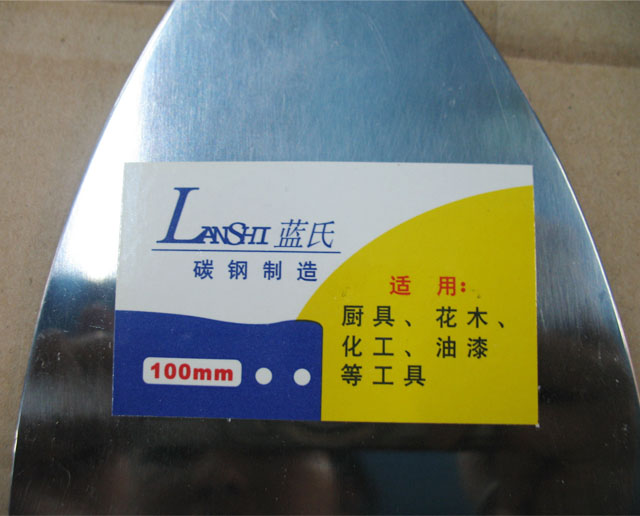 LANSHI 蓝氏
碳钢制造
100mm
适用:
厨具、花木、
化工、油漆
等工具